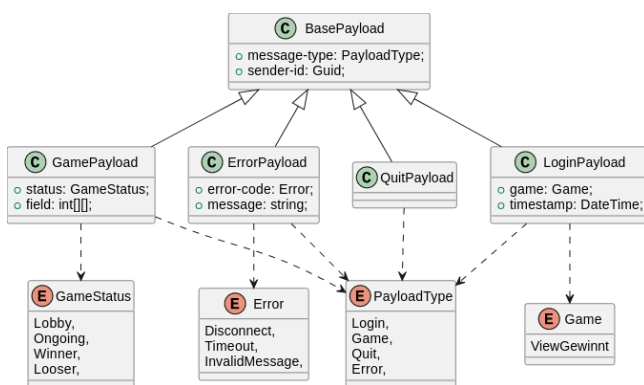 C BasePayload
message-type: PayloadType;
sender-id: Guid;
C GamePayload
status: GameStatus;
field: int[][];
C ErrorPayload
error-code: Error;
message: string;
C QuitPayload
C LoginPayload
game: Game;
timestamp: DateTime;
E GameStatus
Lobby,
Ongoing,
Winner,
Looser,
E Error
Disconnect,
Timeout,
InvalidMessage,
E PayloadType
Login,
Game,
Quit,
Error,
E Game
ViewGewinnt